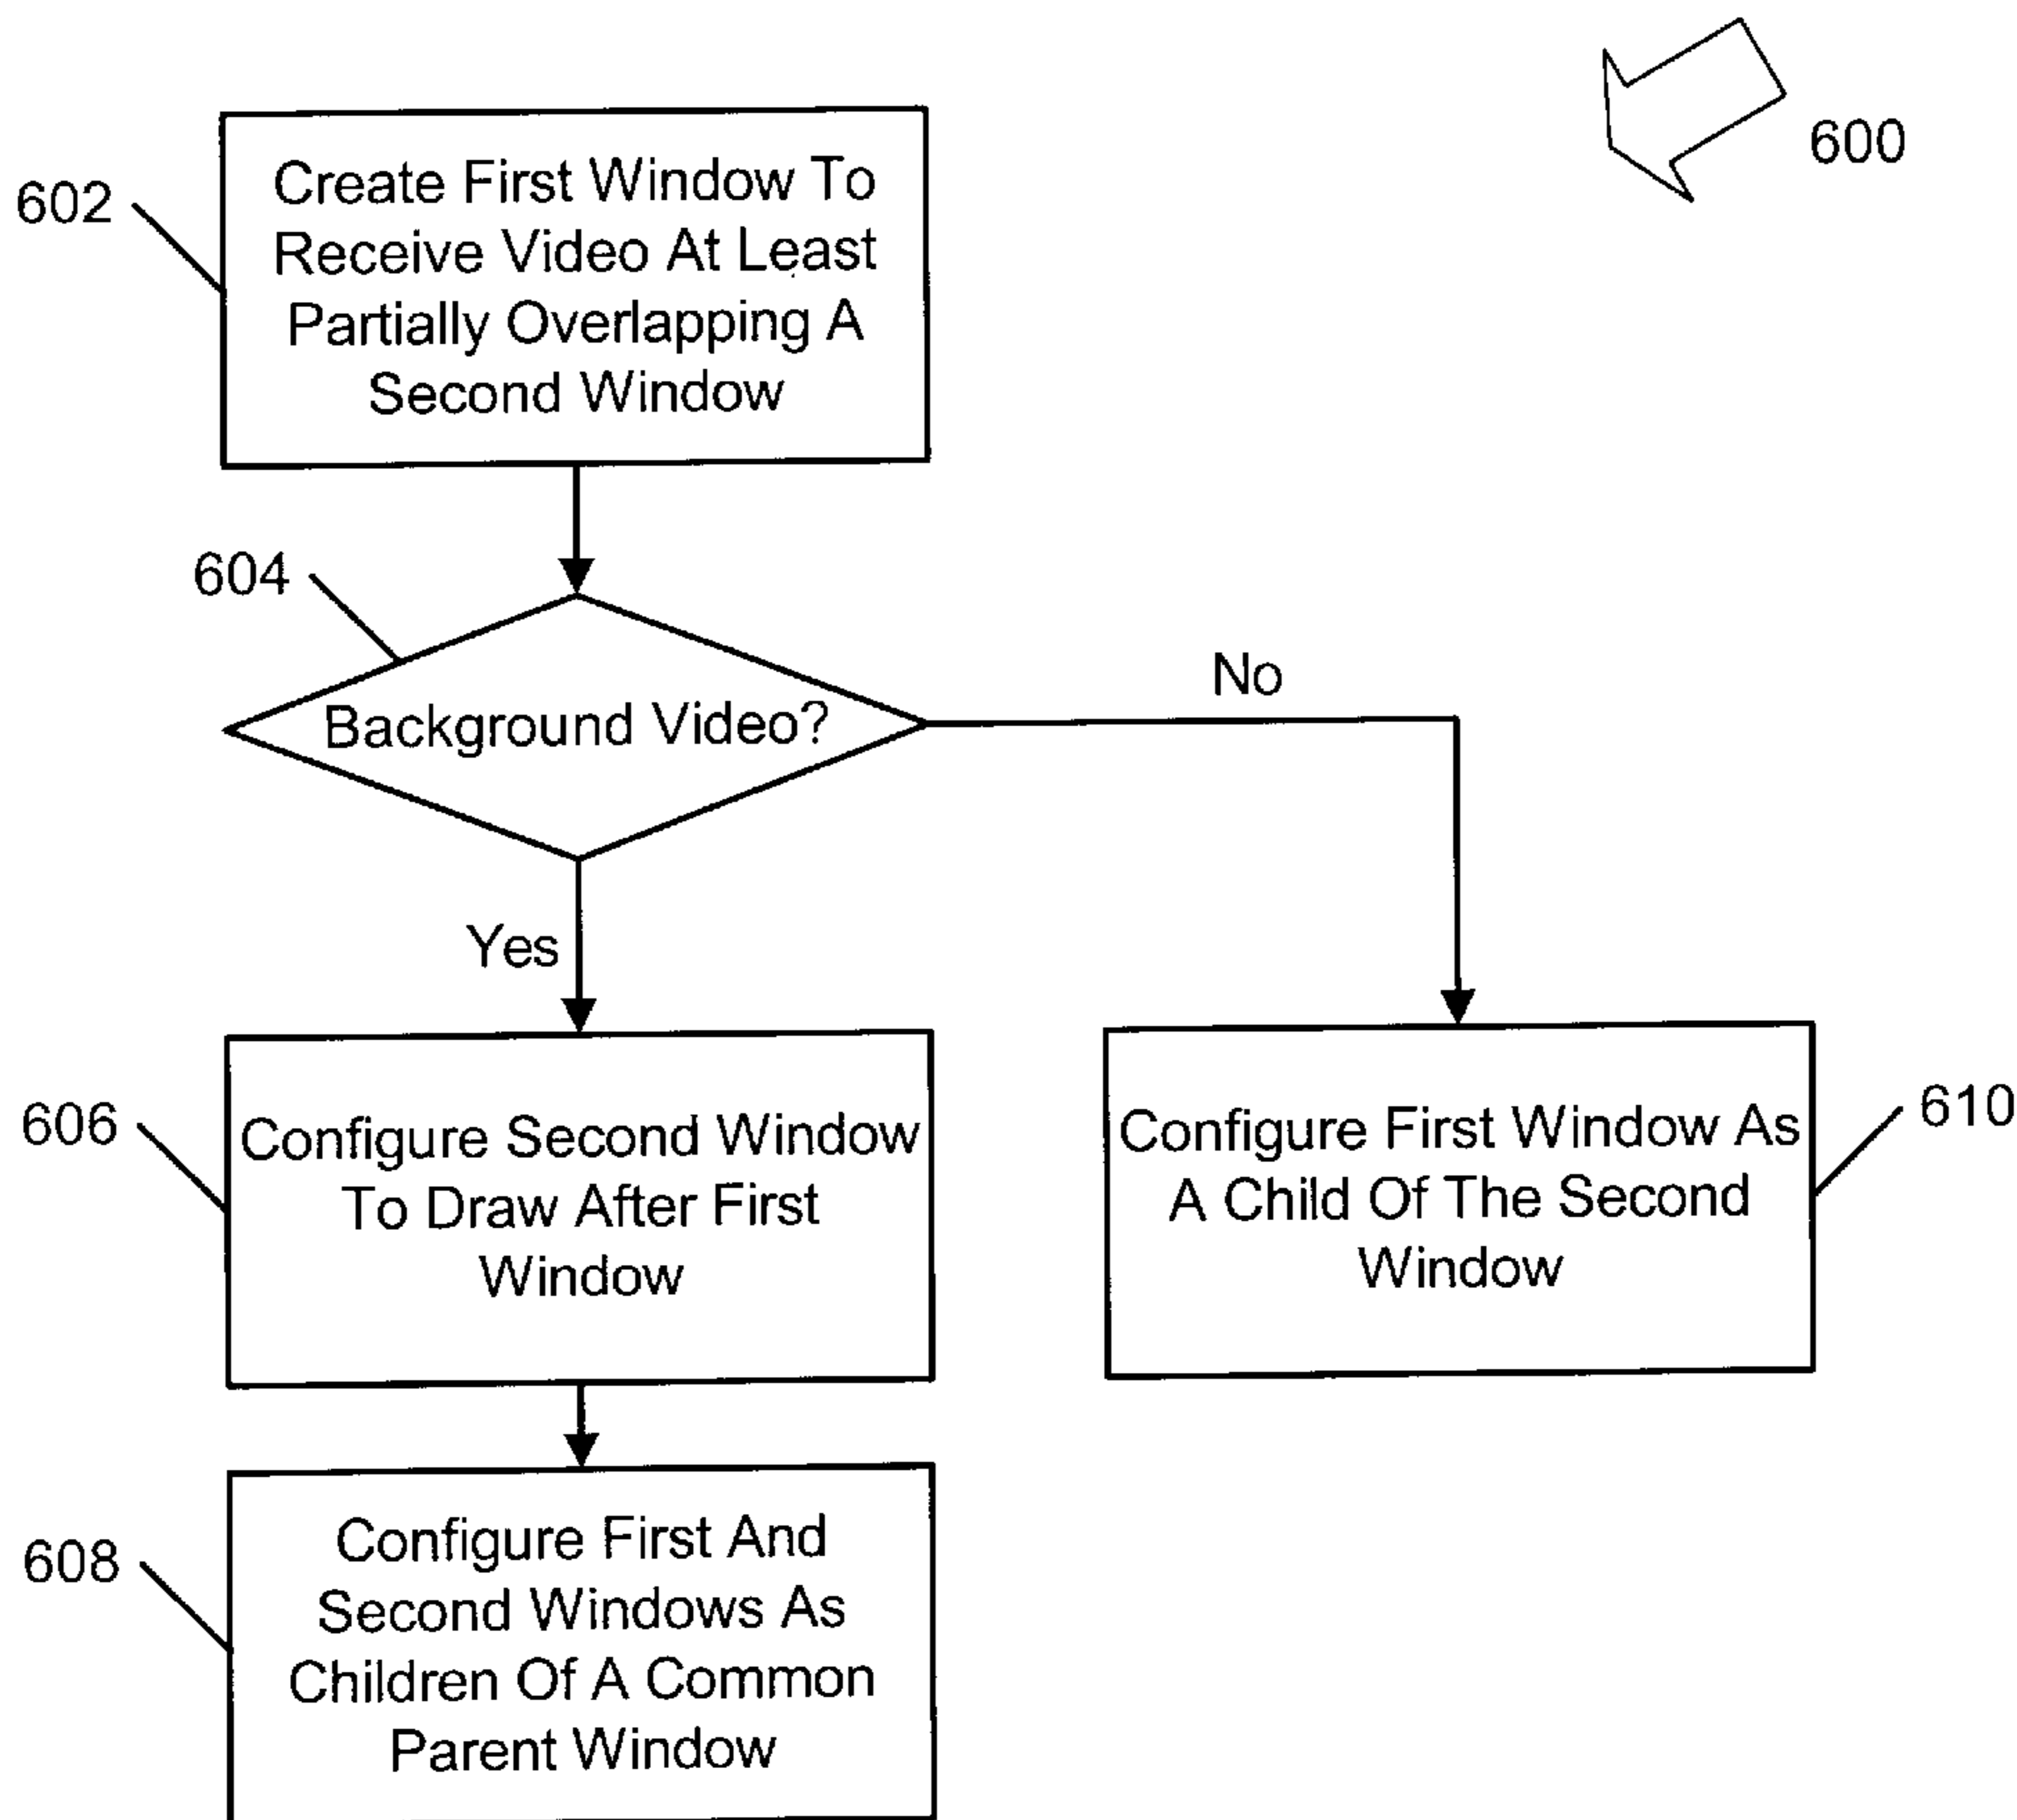 600
602
Create First Window To
Receive Video At Least
Partially Overlapping A
Second Window
604
Background Video?
No
Yes
606
Configure Second Window
To Draw After First
Window
Configure First Window As
A Child Of The Second
Window
610
608
Configure First And
Second Windows As
Children Of A Common
Parent Window